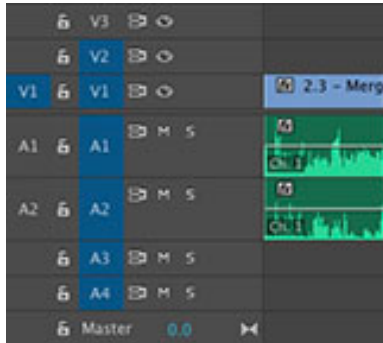 V3
V2
V1 V1 2.3 - Merg
A1 A1 M S
Ch. 1
A2 A2 M S
Ch. 1
A3 M S
A4 M S
Master 0.0